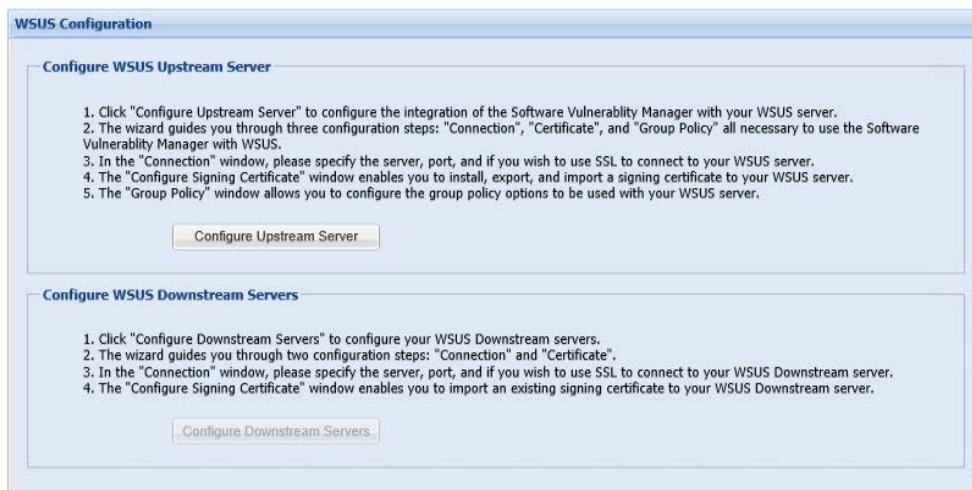 WSUS Configuration
Configure WSUS Upstream Server
1. Click "Configure Upstream Server" to configure the integration of the Software Vulnerablity Manager with your WSUS server.
2. The wizard guides you through three configuration steps: "Connection", "Certificate", and "Group Policy" all necessary to use the Software
Vulnerablity Manager with WSUS.
3. In the "Connection" window, please specify the server, port, and if you wish to use SSL to connect to your WSUS server.
4. The "Configure Signing Certificate" window enables you to install, export, and import a signing certificate to your WSUS server.
5. The "Group Policy" window allows you to configure the group policy options to be used with your WSUS server.
Configure Upstream Server
Configure WSUS Downstream Servers
1. Click "Configure Downstream Servers" to configure your WSUS Downstream servers.
2. The wizard guides you through two configuration steps: "Connection" and "Certificate".
3. In the "Connection" window, please specify the server, port, and if you wish to use SSL to connect to your WSUS Downstream server.
4. The "Configure Signing Certificate" window enables you to import an existing signing certificate to your WSUS Downstream server.
Configure Downstream Servers